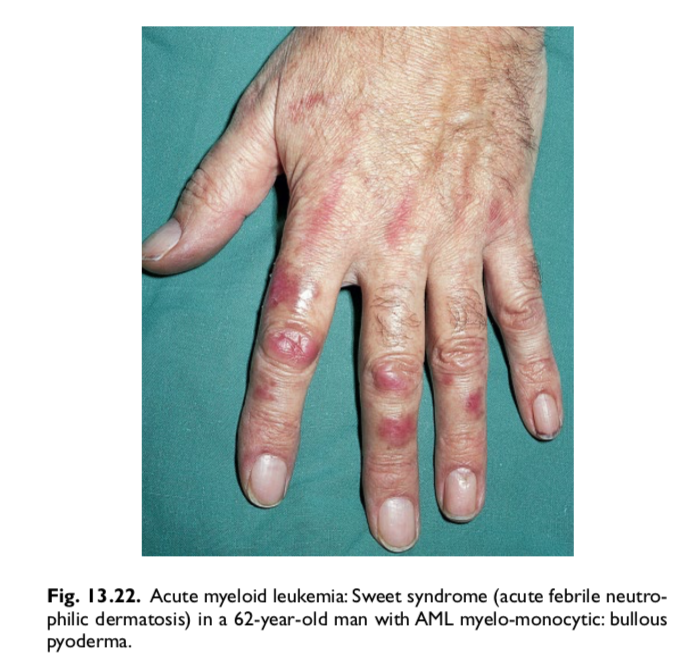 Fig. 13.22. Acute myeloid leukemia: Sweet syndrome (acute febrile neutro-
philic dermatosis) in a 62-year-old man with AML myelo-monocytic: bullous
pyoderma.